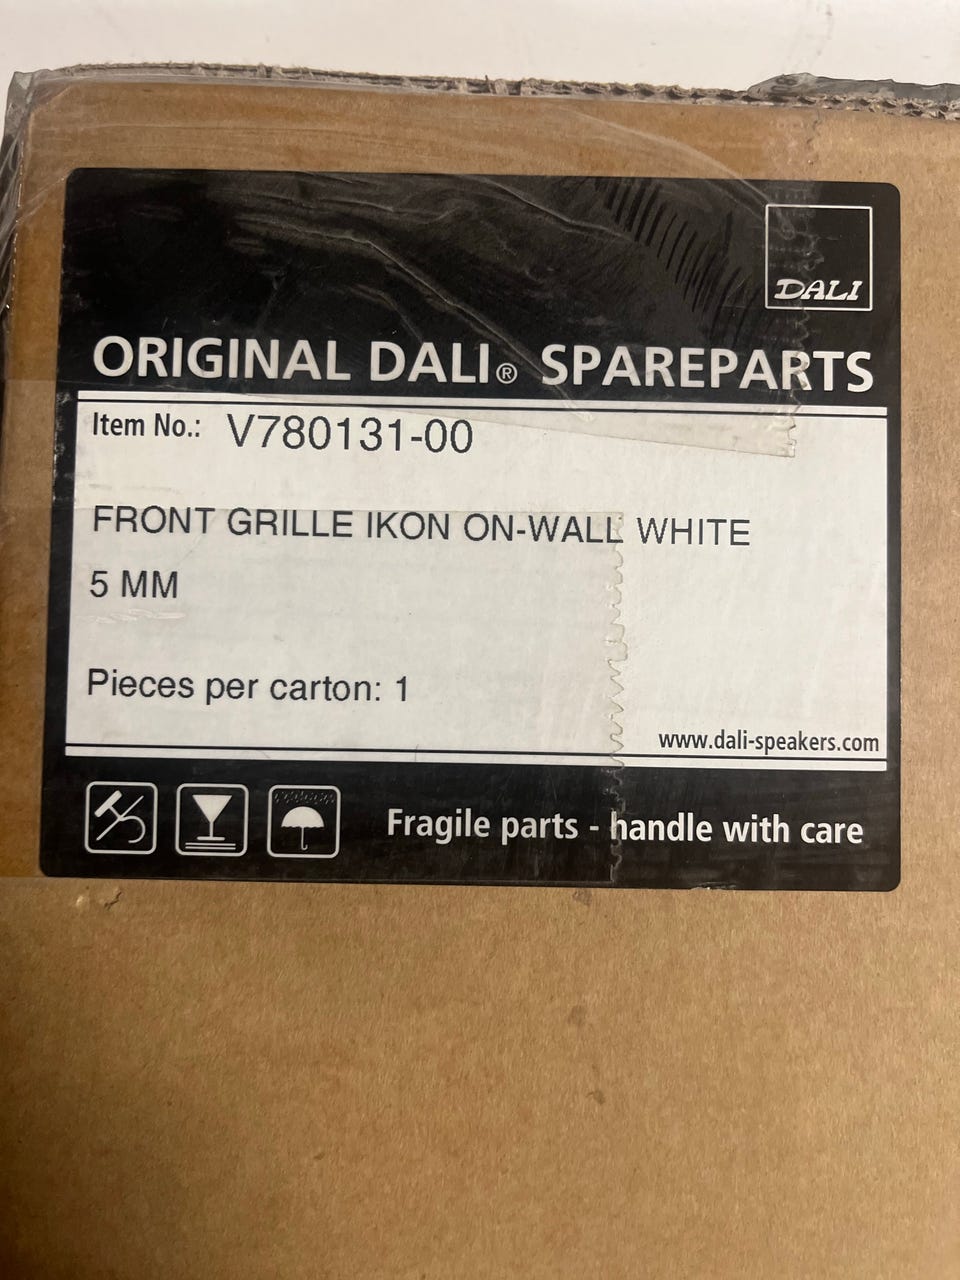 DALI
ORIGINAL DALI® SPAREPARTS
Item No.: V780131-00
FRONT GRILLE IKON ON-WALL WHITE
5 MM
Pieces per carton: 1
www.dali-speakers.com
Fragile parts - handle with care